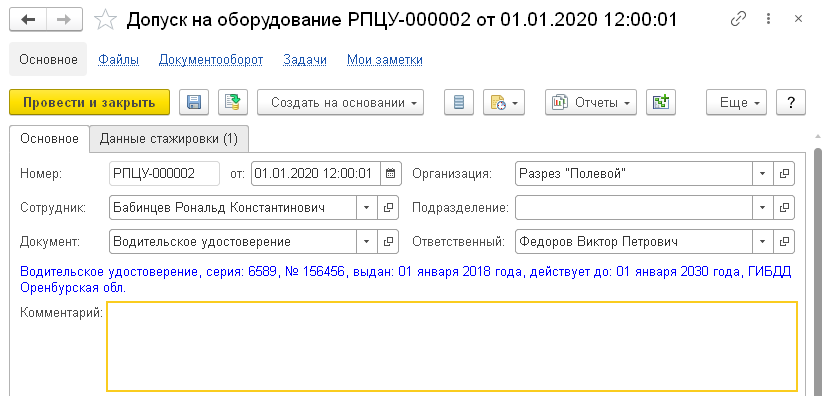 Допуск на оборудование РПЦУ-000002 от 01.01.2020 12:00:01
Основное Файлы Документооборот Задачи Мои заметки
Провести и закрыть Создать на основании Отчеты Еще ?
Основное Данные стажировки (1)
Номер: РПЦУ-000002 от: 01.01.2020 12:00:01 Организация: Разрез "Полевой"
Сотрудник: Бабинцев Рональд Константинович Подразделение:
Документ: Водительское удостоверение Ответственный: Федоров Виктор Петрович
Водительское удостоверение, серия: 6589, № 156456, выдан: 01 января 2018 года, действует до: 01 января 2030 года, ГИБДД
Оренбурская обл.
Комментарий: